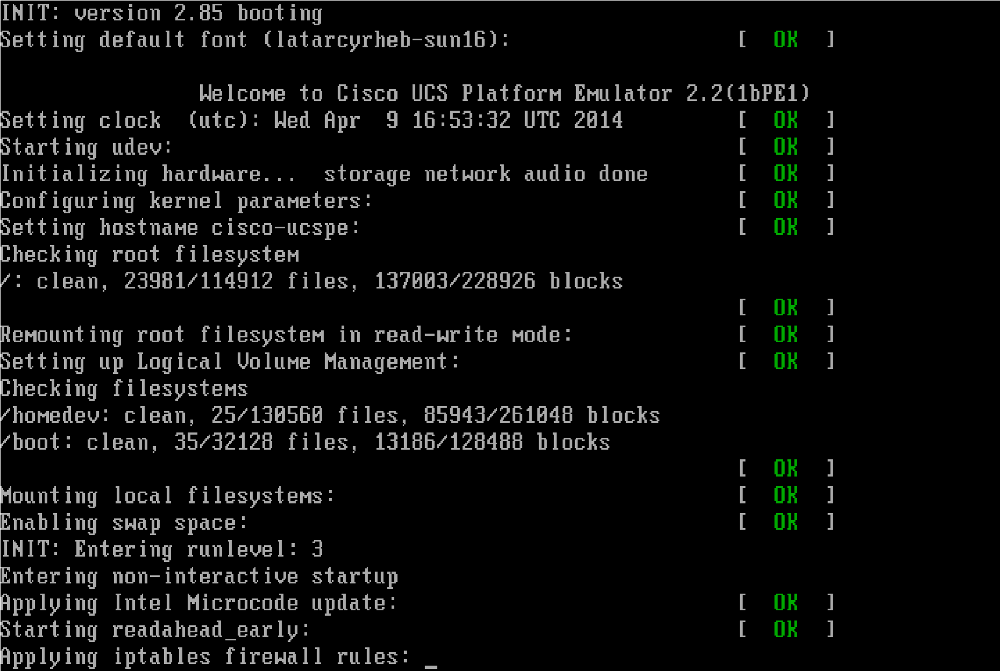 INIT: version 2.85 booting
Setting default font (latarcyrheb-sun16): [ OK ]
Welcome to Cisco UCS Platform Emulator 2.2(1bPE1)
Setting clock (utc): Wed Apr 9 16:53:32 UTC 2014 [ OK ]
Starting udev: [ OK ]
Initializing hardware... storage network audio done [ OK ]
Configuring kernel parameters: [ OK ]
Setting hostname cisco-ucspe: [ OK ]
Checking root filesystem
/: clean, 23981/114912 files, 137003/228926 blocks
[ OK ]
Remounting root filesystem in read-write mode: [ OK ]
Setting up Logical Volume Management: [ OK ]
Checking filesystems
/homedev: clean, 25/130560 files, 85943/261048 blocks
/boot: clean, 35/32128 files, 13186/128488 blocks
[ OK ]
Mounting local filesystems: [ OK ]
Enabling swap space: [ OK ]
INIT: Entering runlevel: 3
Entering non-interactive startup
Applying Intel Microcode update: [ OK ]
Starting readahead_early: [ OK ]
Applying iptables firewall rules: _